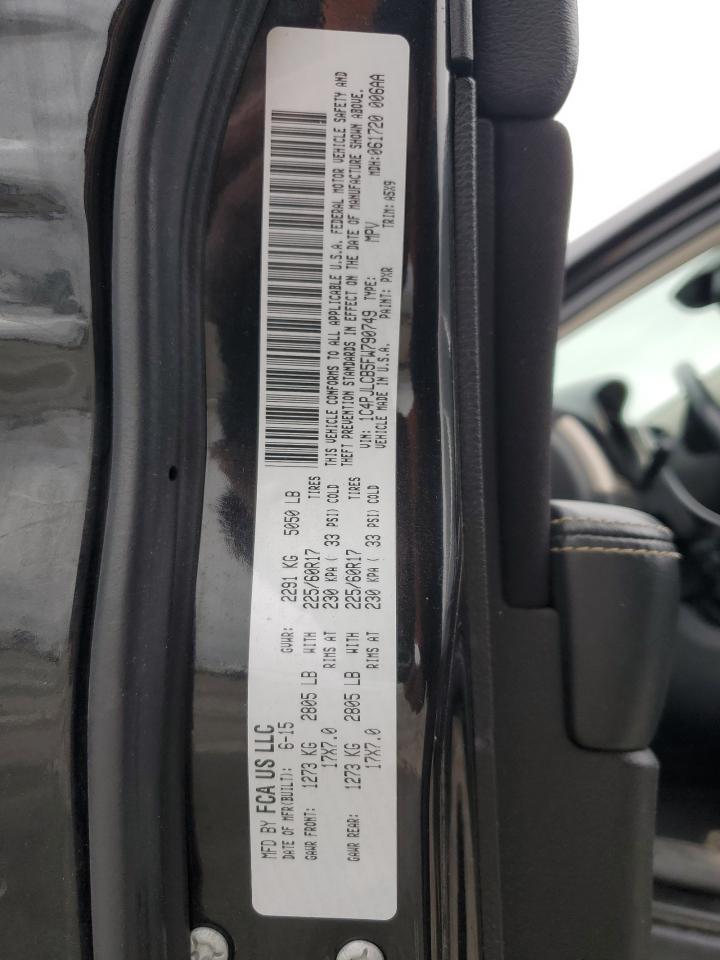 MFD BY FCA US LLC
DATE OF MFR(BUILT): 6-15 GVWR: 2291 KG 5050 LB
GAWR FRONT: 1273 KG 2805 LB WITH 225/60R17 TIRES
17X7.0 RIMS AT 230 KPA ( 33 PSI) COLD
GAWR REAR: 1273 KG 2805 LB WITH 225/60R17 TIRES
17X7.0 RIMS AT 230 KPA ( 33 PSI) COLD
THIS VEHICLE CONFORMS TO ALL APPLICABLE U.S.A. FEDERAL MOTOR VEHICLE SAFETY AND
THEFT PREVENTION STANDARDS IN EFFECT ON THE DATE OF MANUFACTURE SHOWN ABOVE.
VIN: 1C4PJLCB5FW790749 TYPE: MPV MDH:061720 006AA
VEHICLE MADE IN U.S.A. PAINT: PXR TRIM: A5X9